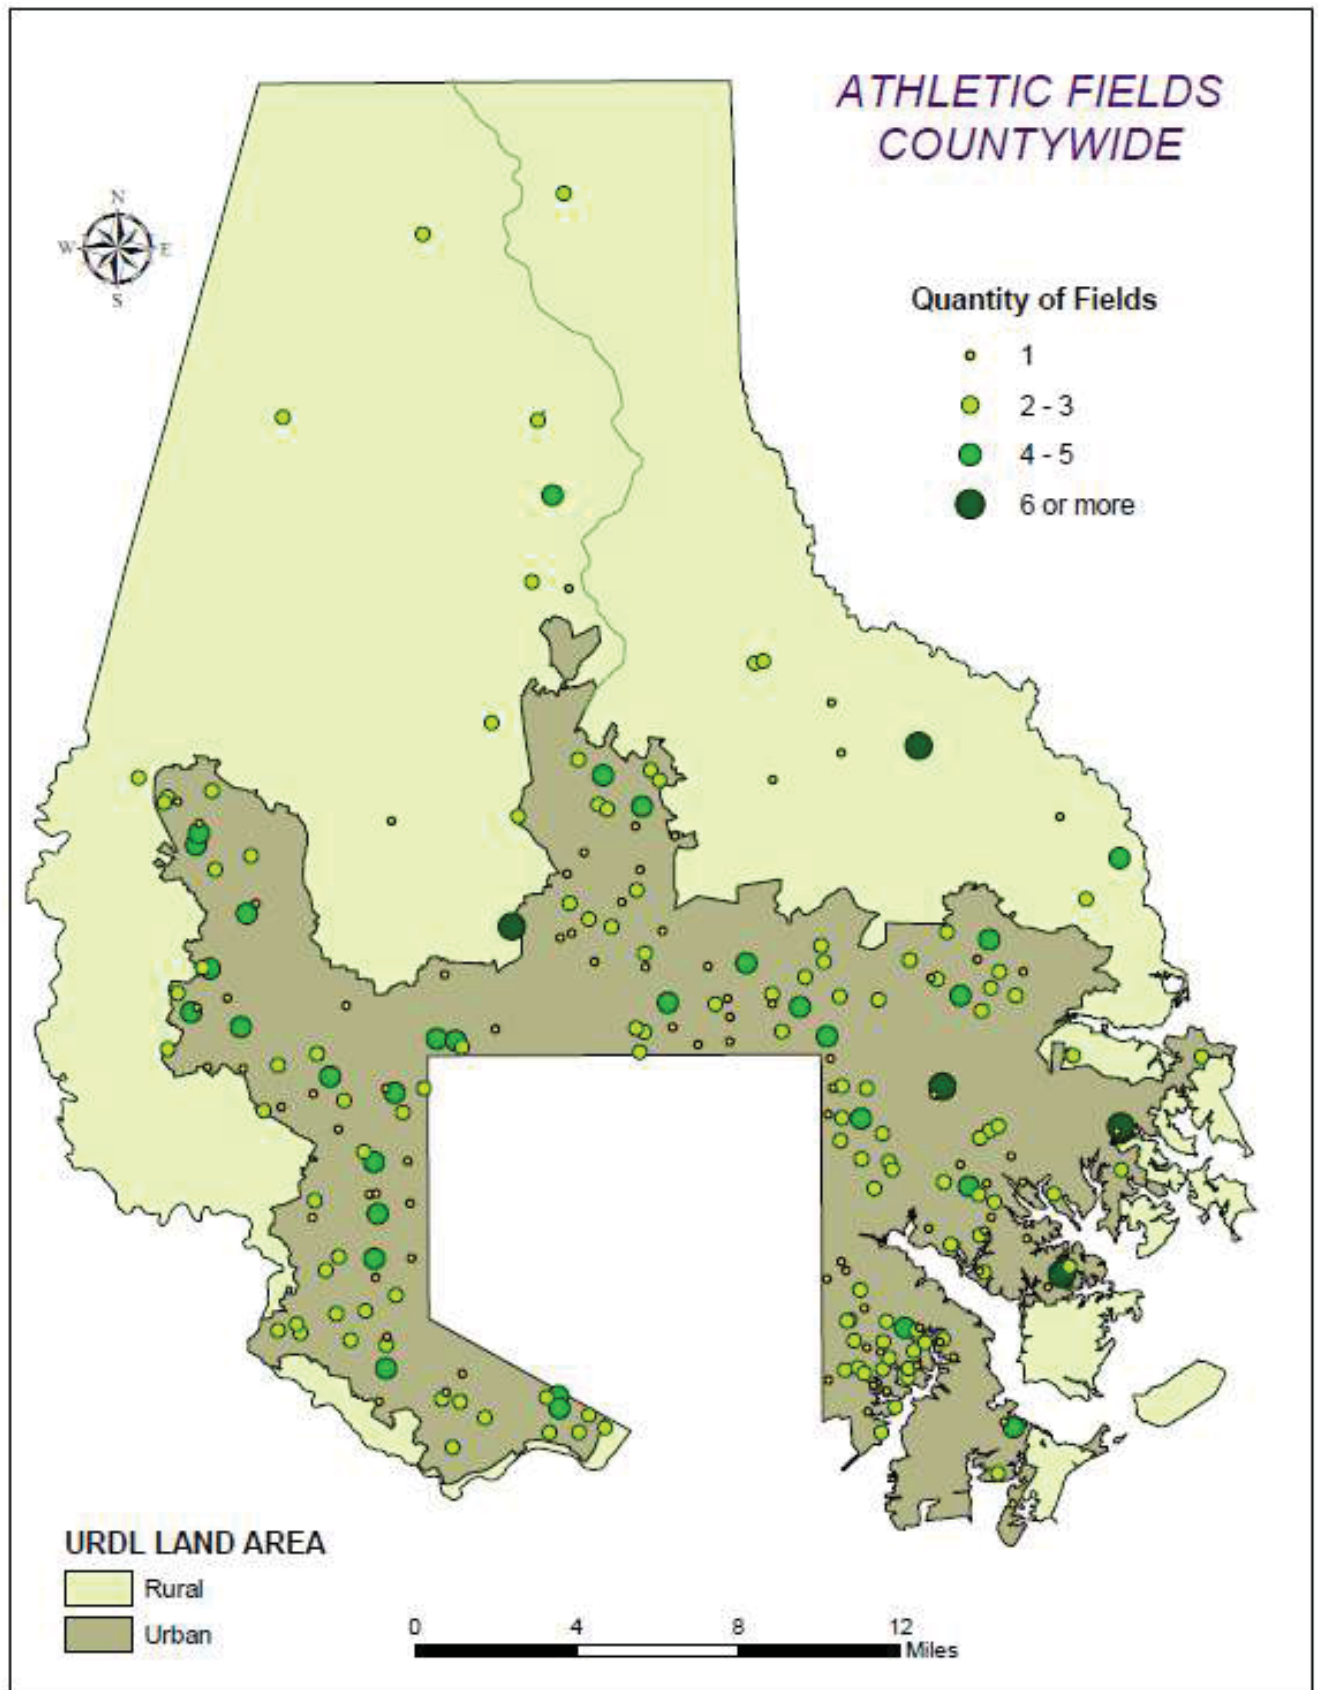 ATHLETIC FIELDS
COUNTYWIDE
N
W E
S
Quantity of Fields
1
2 - 3
4 - 5
6 or more
URDL LAND AREA
Rural
Urban
0 4 8 12
Miles